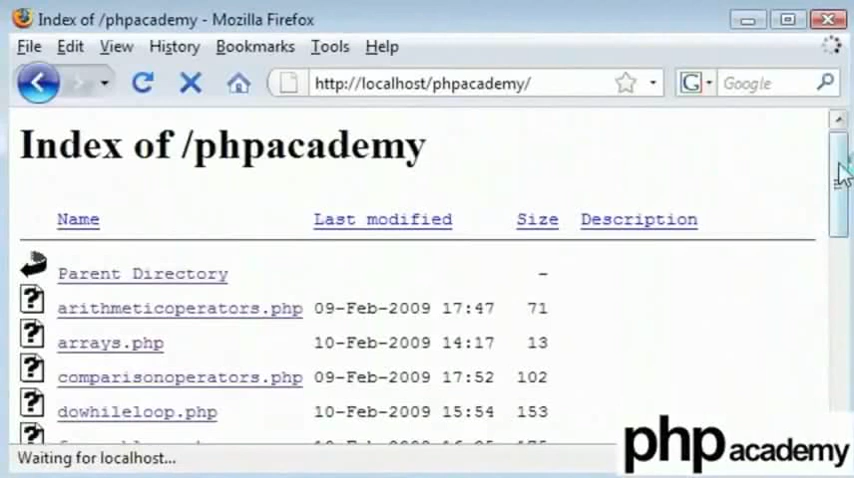 Index of /phpacademy - Mozilla Firefox
File Edit View History Bookmarks Tools Help
http://localhost/phpacademy/ G Google
Index of /phpacademy
Name Last modified Size Description
Parent Directory -
? arithmeticoperators.php 09-Feb-2009 17:47 71
? arrays.php 10-Feb-2009 14:17 13
? comparisonoperators.php 09-Feb-2009 17:52 102
? dowhileloop.php 10-Feb-2009 15:54 153
Waiting for localhost...
php academy